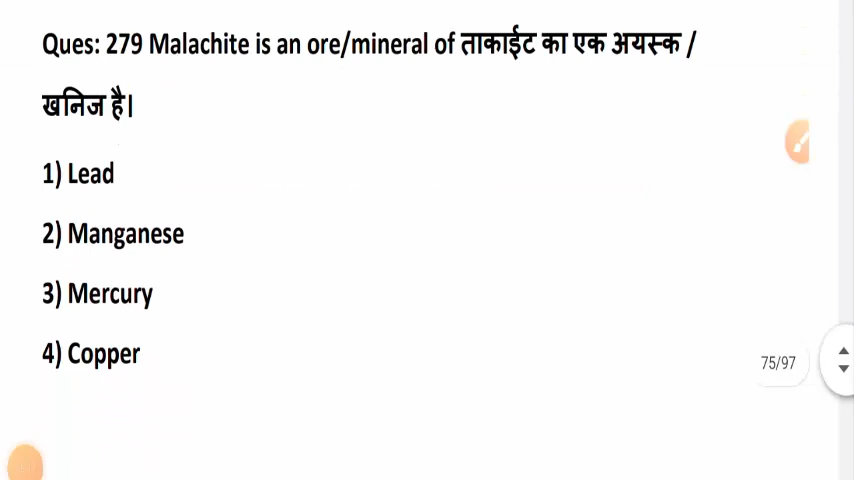 Ques: 279 Malachite is an ore/mineral of ताकाईट का एक अयस्क /
खनिज है।
1) Lead
2) Manganese
3) Mercury
4) Copper
75/97